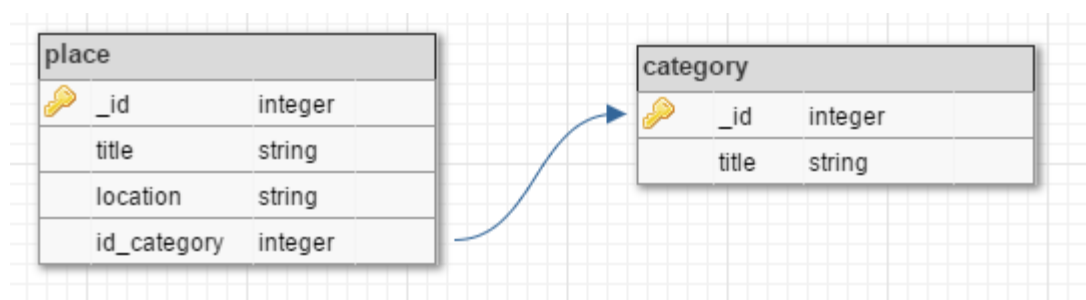 place
_id integer
title string
location string
id_category integer
category
_id integer
title string